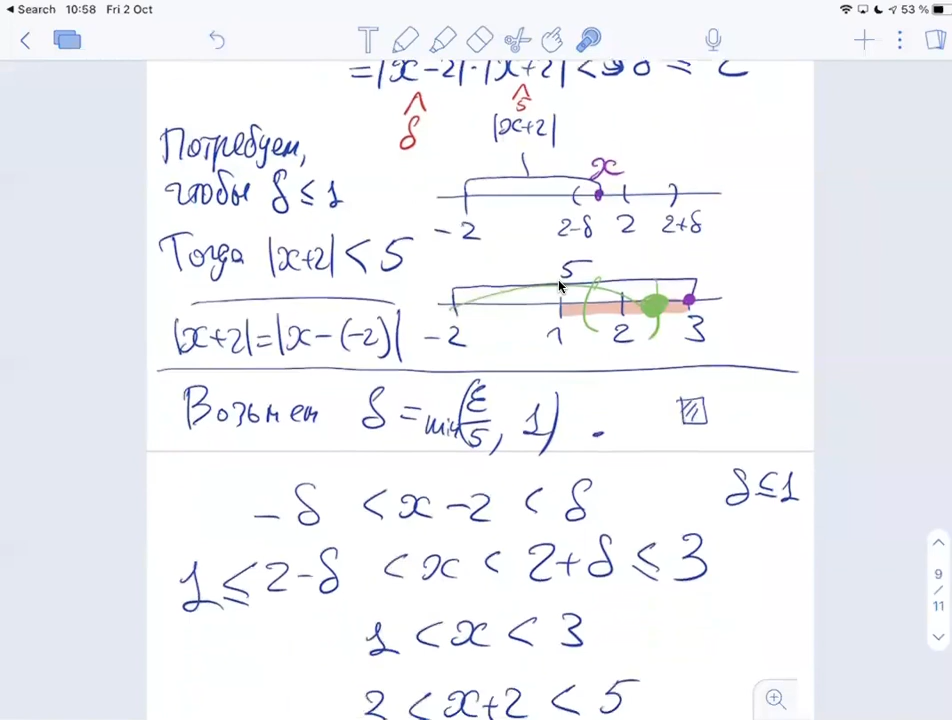 Search 10:58 Fri 2 Oct 53 %
=|x-2|·|x+2|<5δ ≤ ε
δ 5
|x+2|
Потребуем,
чтобы δ ≤ 1
x
-2 2-δ 2 2+δ
Тогда |x+2| < 5
5
|x+2|=|x-(-2)|
-2 1 2 3
Возьмем δ = min(ε/5, 1).
-δ < x-2 < δ δ ≤ 1
1 ≤ 2-δ < x < 2+δ ≤ 3
1 < x < 3
2 < x+2 < 5
9 / 11